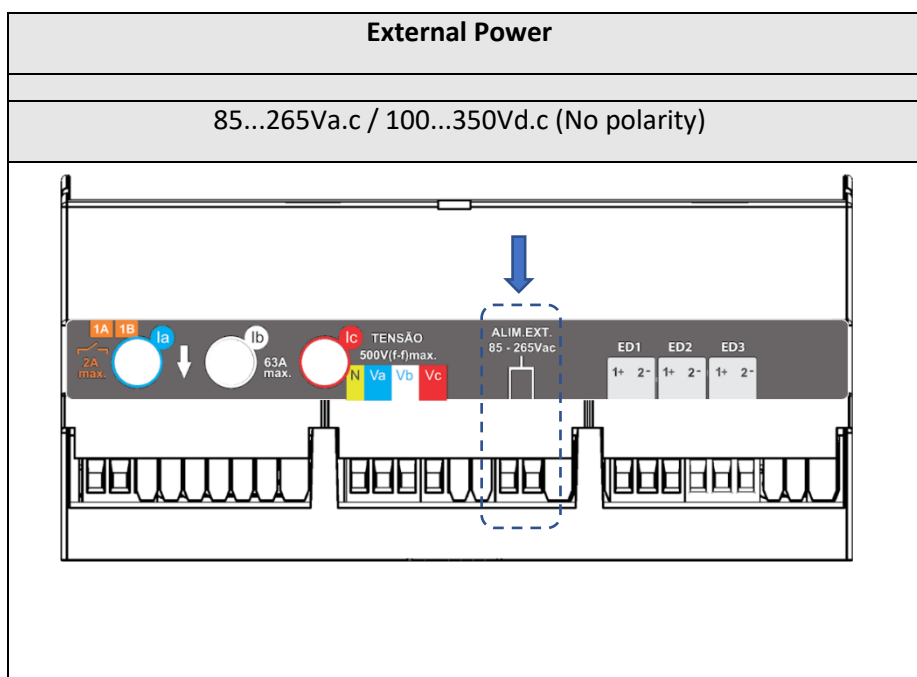 External Power
85...265Va.c / 100...350Vd.c (No polarity)
1A 1B
2A
max.
Ia
Ib
63A
max.
Ic
TENSÃO
500V(f-f)max.
N Va Vb Vc
ALIM.EXT.
85 - 265Vac
ED1 ED2 ED3
1+ 2- 1+ 2- 1+ 2-